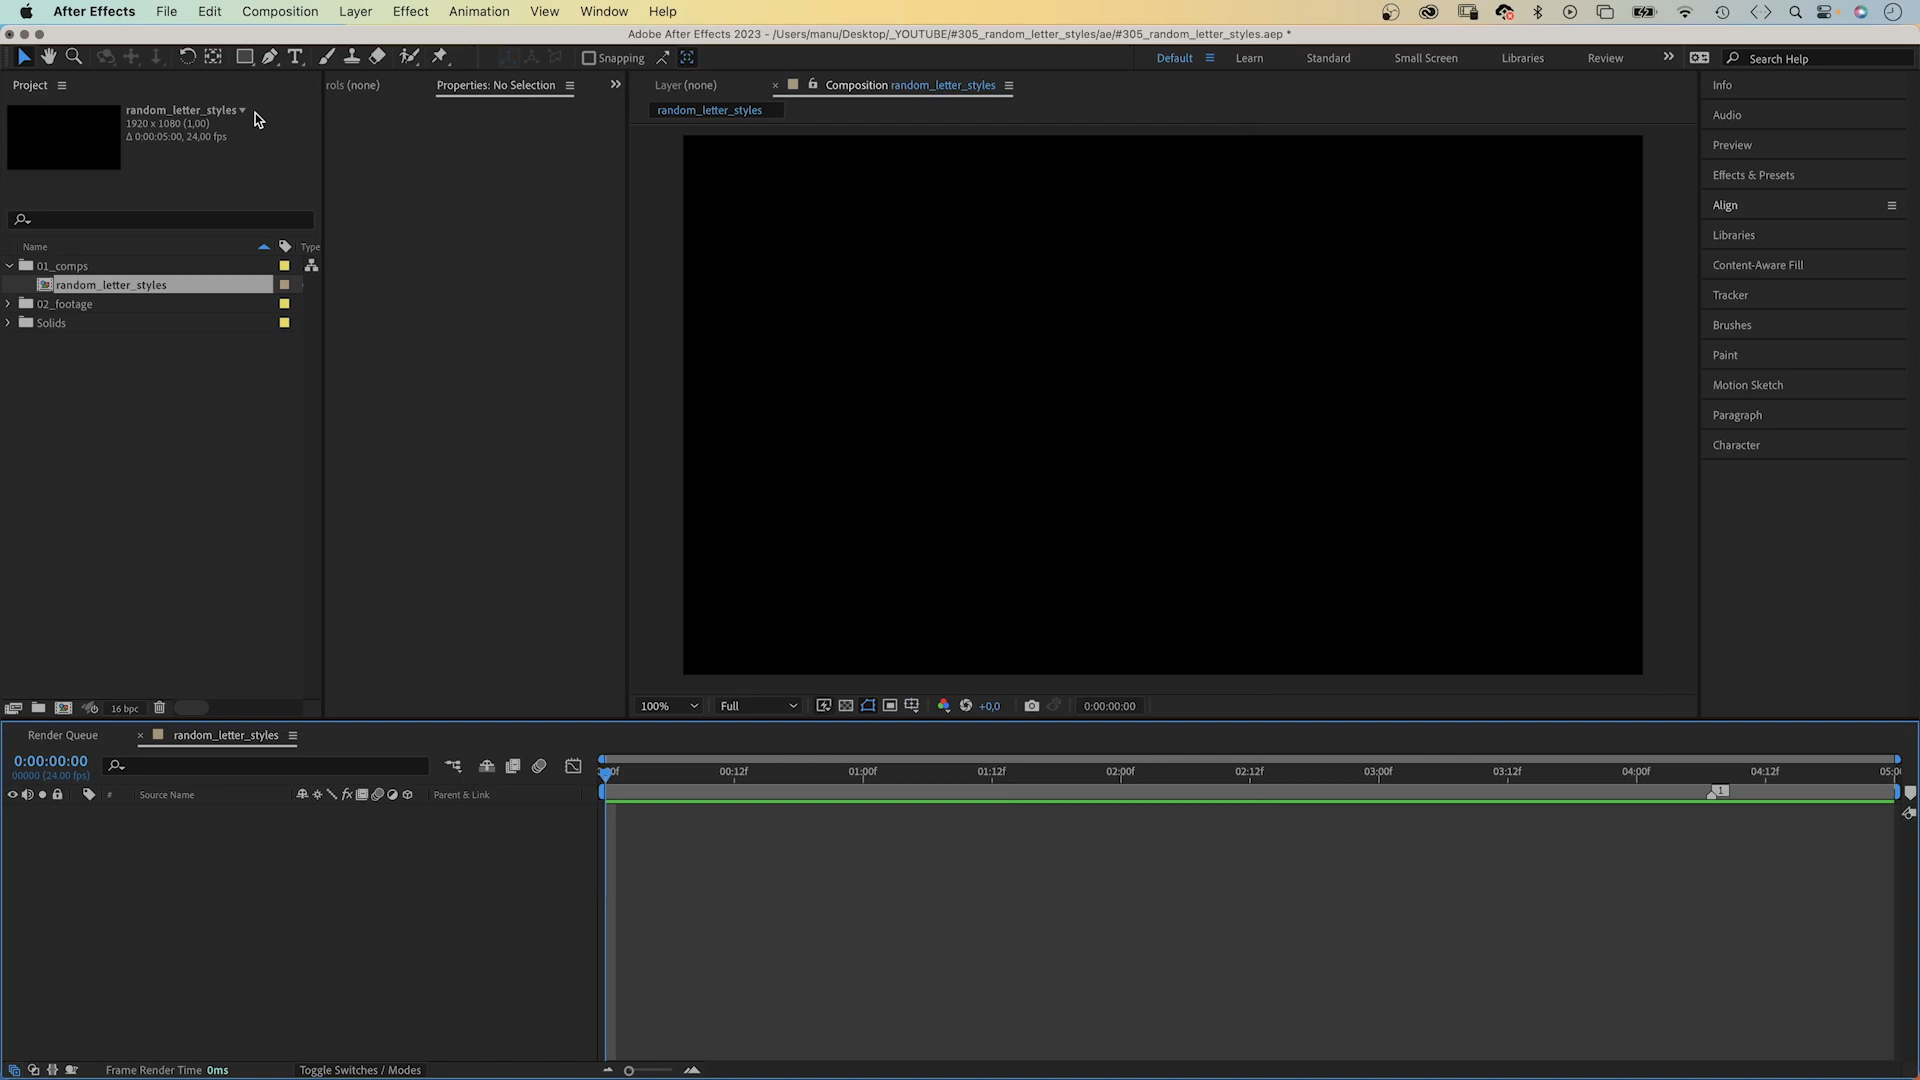 After Effects File Edit Composition Layer Effect Animation View Window Help
Adobe After Effects 2023 - /Users/manu/Desktop/_YOUTUBE/#305_random_letter_styles/ae/#305_random_letter_styles.aep *
Snapping Default Learn Standard Small Screen Libraries Review Search Help
Project rols (none) Properties: No Selection Layer (none) Composition random_letter_styles Info
random_letter_styles
1920 x 1080 (1,00)
Δ 0:00:05:00, 24,00 fps
random_letter_styles
Audio
Preview
Effects & Presets
Align
Libraries
Content-Aware Fill
Tracker
Brushes
Paint
Motion Sketch
Paragraph
Character
Name Type
01_comps
random_letter_styles
02_footage
Solids
16 bpc
100% Full +0,0 0:00:00:00
Render Queue random_letter_styles
0:00:00:00
00000 (24.00 fps)
00:12f 01:00f 01:12f 02:00f 02:12f 03:00f 03:12f 04:00f 04:12f
# Source Name Parent & Link 1
Frame Render Time 0ms Toggle Switches / Modes